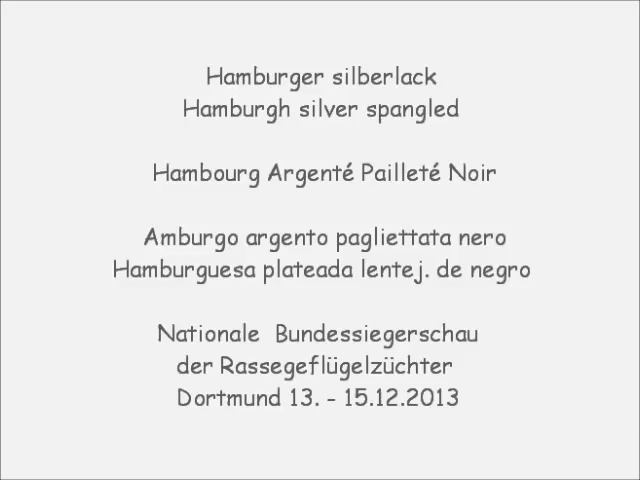 Hamburger silberlack
Hamburgh silver spangled
Hambourg Argenté Pailleté Noir
Amburgo argento pagliettata nero
Hamburguesa plateada lentej. de negro
Nationale Bundessiegerschau
der Rassegeflügelzüchter
Dortmund 13. - 15.12.2013